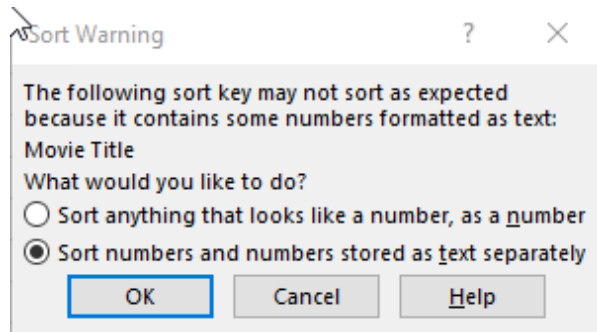 Sort Warning ? ×
The following sort key may not sort as expected
because it contains some numbers formatted as text:
Movie Title
What would you like to do?
Sort anything that looks like a number, as a number
Sort numbers and numbers stored as text separately
OK Cancel Help